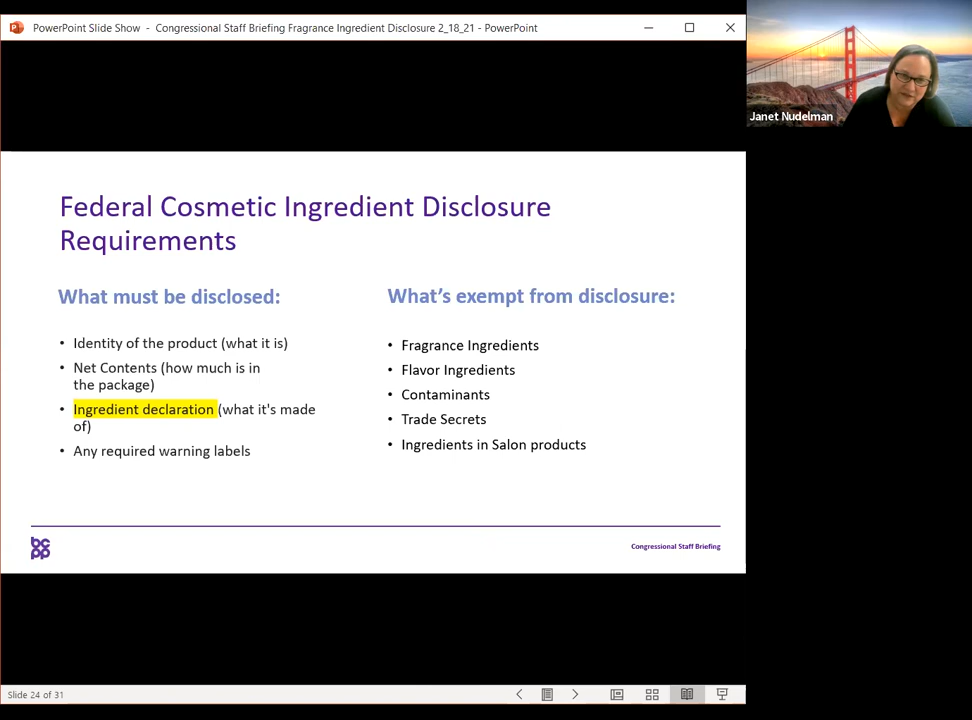 PowerPoint Slide Show - Congressional Staff Briefing Fragrance Ingredient Disclosure 2_18_21 - PowerPoint
Janet Nudelman
Federal Cosmetic Ingredient Disclosure
Requirements
What must be disclosed:
• Identity of the product (what it is)
• Net Contents (how much is in
the package)
• Ingredient declaration (what it's made
of)
• Any required warning labels
What's exempt from disclosure:
• Fragrance Ingredients
• Flavor Ingredients
• Contaminants
• Trade Secrets
• Ingredients in Salon products
bc
pp
Congressional Staff Briefing
Slide 24 of 31